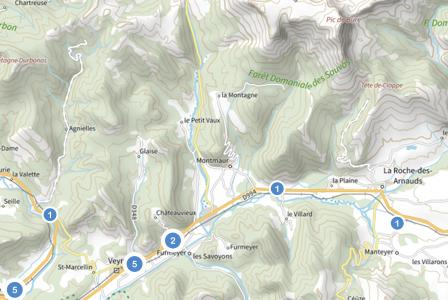 Chartreuse
Pic de Bure
Forêt Domaniale des Sauvas
Tête de Clappe
la Montagne
le Petit Vaux
Agnielles
Glaise
Montmaur
-Dame
la Valette
La Roche-des-
Arnauds
la Plaine
Seille
1
1
D994
D348
Châteauvieux
le Villard
1
2
Furmeyer
Furmeyer
Manteyer
St-Marcellin
Veyn
5
les Savoyons
les Villarons
5
Céüze